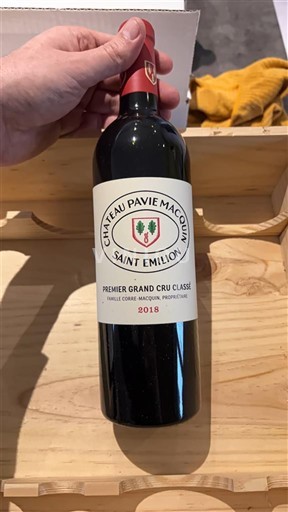 CHATEAU PAVIE MACQUIN
SAINT EMILION
PREMIER GRAND CRU CLASSÉ
FAMILLE CORRE-MACQUIN, PROPRIÉTAIRE
2018